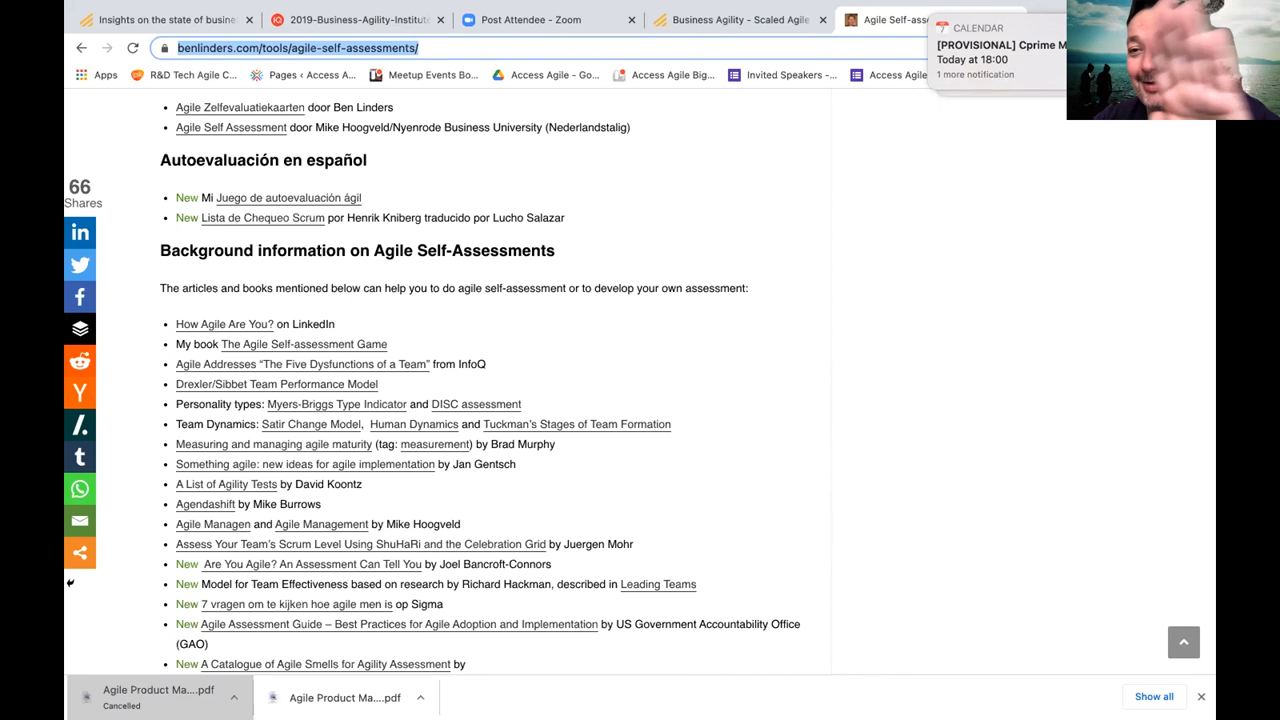 Insights on the state of busine
2019-Business-Agility-Institute
Post Attendee - Zoom
Business Agility - Scaled Agile
Agile Self-ass
benlinders.com/tools/agile-self-assessments/
Apps
R&D Tech Agile C...
Pages ‹ Access A...
Meetup Events Bo...
Access Agile - Go...
Access Agile Big...
Invited Speakers -...
Access Agile
CALENDAR
[PROVISIONAL] Cprime M
Today at 18:00
1 more notification
Agile Zelfevaluatiekaarten door Ben Linders
Agile Self Assessment door Mike Hoogveld/Nyenrode Business University (Nederlandstalig)
Autoevaluación en español
New Mi Juego de autoevaluación ágil
New Lista de Chequeo Scrum por Henrik Kniberg traducido por Lucho Salazar
66
Shares
Background information on Agile Self-Assessments
The articles and books mentioned below can help you to do agile self-assessment or to develop your own assessment:
How Agile Are You? on LinkedIn
My book The Agile Self-assessment Game
Agile Addresses “The Five Dysfunctions of a Team” from InfoQ
Drexler/Sibbet Team Performance Model
Personality types: Myers-Briggs Type Indicator and DISC assessment
Team Dynamics: Satir Change Model, Human Dynamics and Tuckman’s Stages of Team Formation
Measuring and managing agile maturity (tag: measurement) by Brad Murphy
Something agile: new ideas for agile implementation by Jan Gentsch
A List of Agility Tests by David Koontz
Agendashift by Mike Burrows
Agile Managen and Agile Management by Mike Hoogveld
Assess Your Team’s Scrum Level Using ShuHaRi and the Celebration Grid by Juergen Mohr
New Are You Agile? An Assessment Can Tell You by Joel Bancroft-Connors
New Model for Team Effectiveness based on research by Richard Hackman, described in Leading Teams
New 7 vragen om te kijken hoe agile men is op Sigma
New Agile Assessment Guide – Best Practices for Agile Adoption and Implementation by US Government Accountability Office
(GAO)
New A Catalogue of Agile Smells for Agility Assessment by
Agile Product Ma....pdf
Cancelled
Agile Product Ma....pdf
Show all